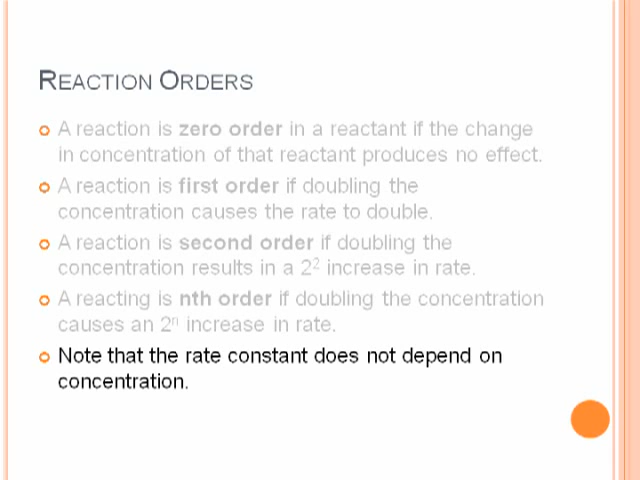 REACTION ORDERS
A reaction is zero order in a reactant if the change
in concentration of that reactant produces no effect.
A reaction is first order if doubling the
concentration causes the rate to double.
A reaction is second order if doubling the
concentration results in a 2² increase in rate.
A reacting is nth order if doubling the concentration
causes an 2ⁿ increase in rate.
Note that the rate constant does not depend on
concentration.